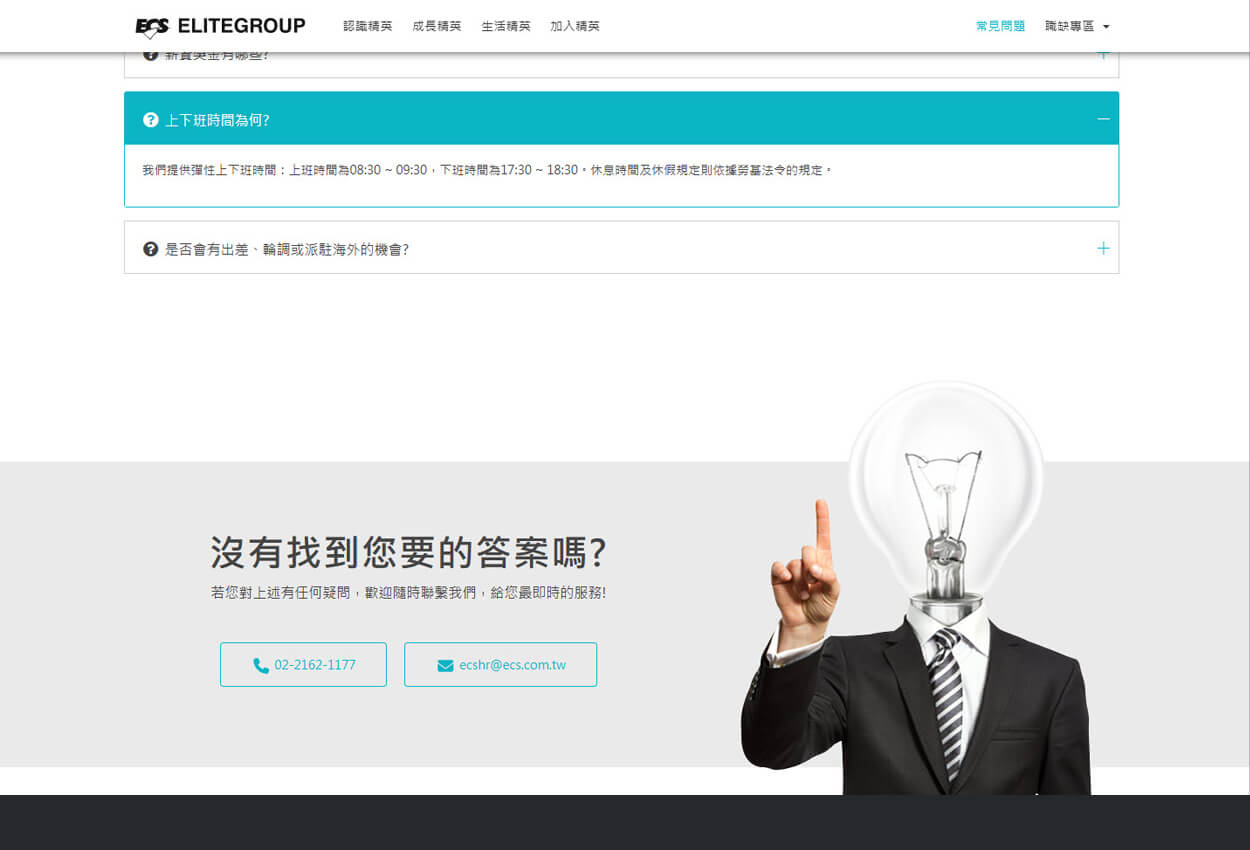 ECS ELITEGROUP 認識精英 成長精英 生活精英 加入精英 常見問題 職缺專區
薪資獎金有哪些?
上下班時間為何?
我們提供彈性上下班時間：上班時間為08:30 ~ 09:30，下班時間為17:30 ~ 18:30。休息時間及休假規定則依據勞基法令的規定。
是否會有出差、輪調或派駐海外的機會?
沒有找到您要的答案嗎?
若您對上述有任何疑問，歡迎隨時聯繫我們，給您最即時的服務!
02-2162-1177 ecshr@ecs.com.tw